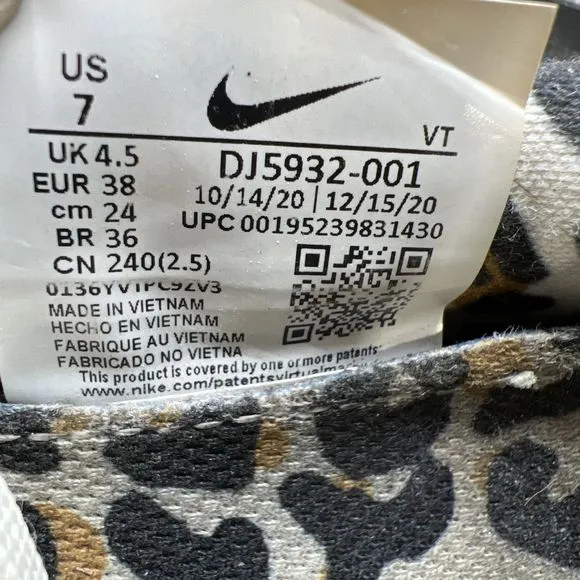 US
7
VT
UK 4.5
EUR 38
cm 24
BR 36
CN 240(2.5)
DJ5932-001
10/14/20 | 12/15/20
UPC 00195239831430
0136YV1PC92V3
MADE IN VIETNAM
HECHO EN VIETNAM
FABRIQUE AU VIETNAM
FABRICADO NO VIETNA
This product is covered by one or more patents
www.nike.com/patentsvirtual